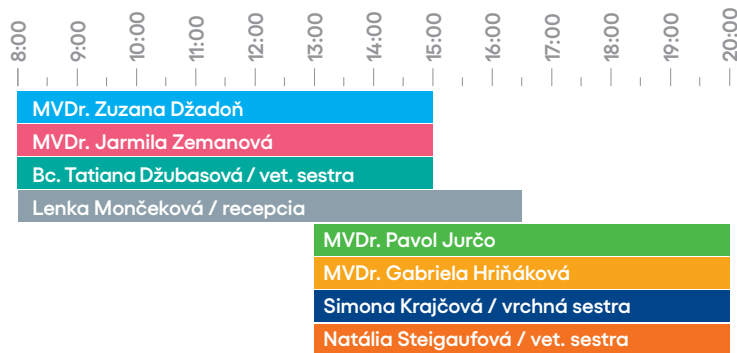 8:00
9:00
10:00
11:00
12:00
13:00
14:00
15:00
16:00
17:00
18:00
19:00
20:00
MVDr. Zuzana Džadoň
MVDr. Jarmila Zemanová
Bc. Tatiana Džubasová / vet. sestra
Lenka Mončeková / recepcia
MVDr. Pavol Jurčo
MVDr. Gabriela Hriňáková
Simona Krajčová / vrchná sestra
Natália Steigaufová / vet. sestra